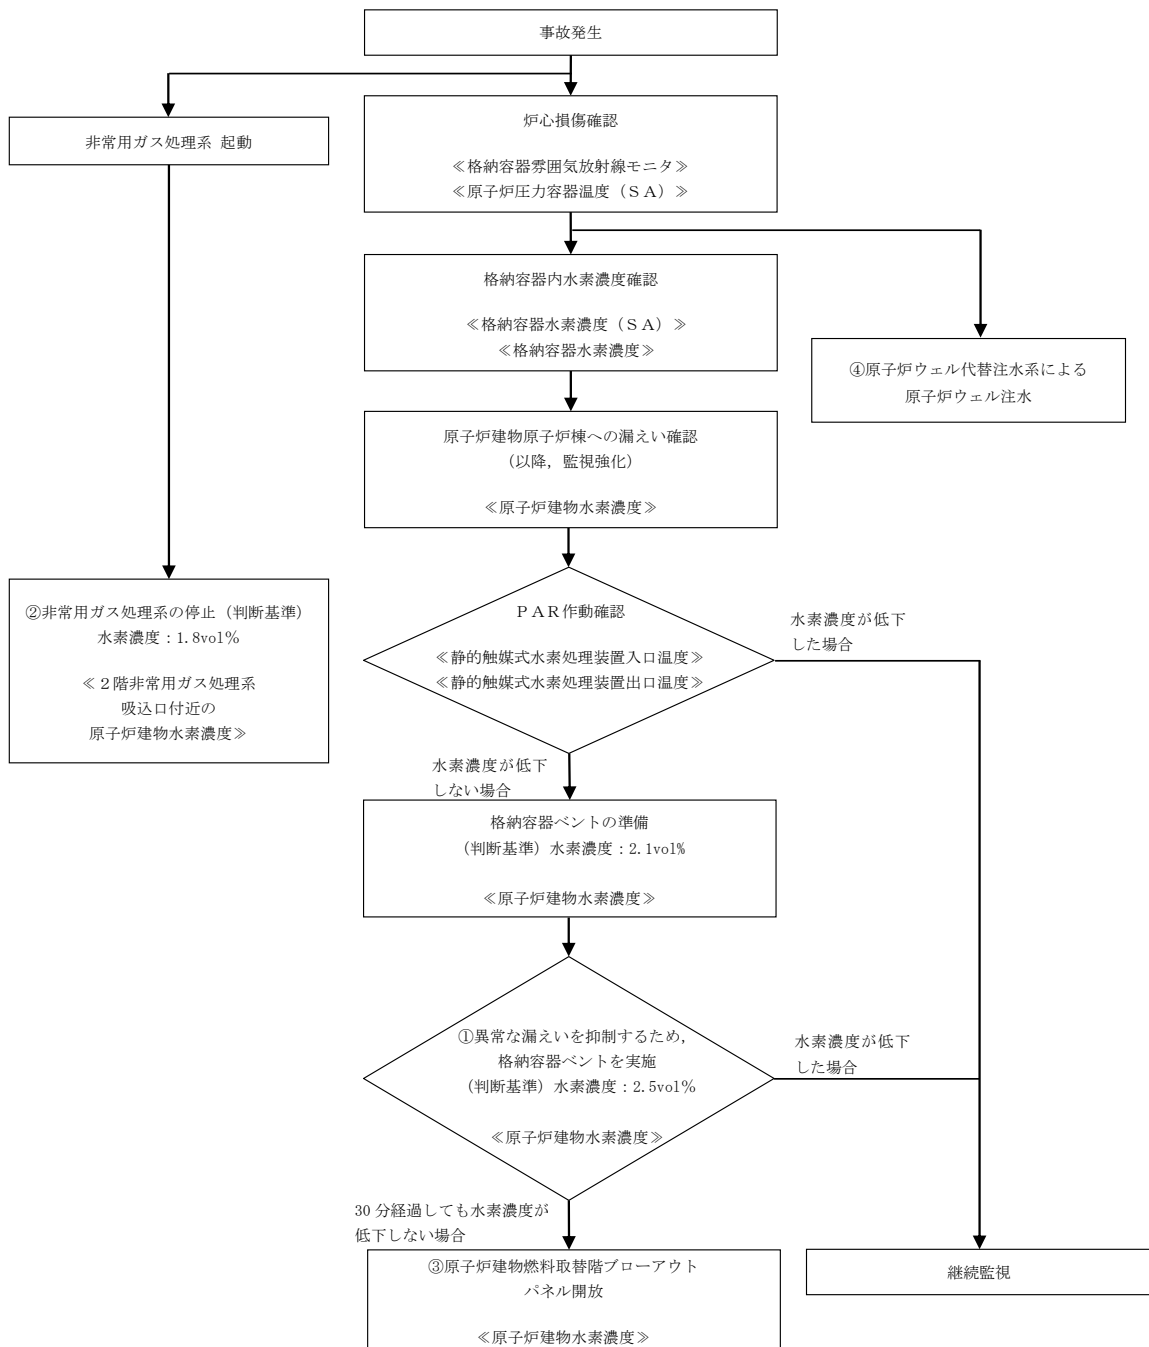 事故発生
非常用ガス処理系 起動
炉心損傷確認
≪格納容器雰囲気放射線モニタ≫
≪原子炉圧力容器温度（ＳＡ）≫
格納容器内水素濃度確認
≪格納容器水素濃度（ＳＡ）≫
≪格納容器水素濃度≫
④原子炉ウェル代替注水系による
原子炉ウェル注水
原子炉建物原子炉棟への漏えい確認
（以降，監視強化）
≪原子炉建物水素濃度≫
②非常用ガス処理系の停止（判断基準）
水素濃度：1.8vol％
≪２階非常用ガス処理系
吸込口付近の
原子炉建物水素濃度≫
ＰＡＲ作動確認
≪静的触媒式水素処理装置入口温度≫
≪静的触媒式水素処理装置出口温度≫
水素濃度が低下
した場合
水素濃度が低下
しない場合
格納容器ベントの準備
（判断基準）水素濃度：2.1vol%
≪原子炉建物水素濃度≫
①異常な漏えいを抑制するため，
格納容器ベントを実施
（判断基準）水素濃度：2.5vol％
≪原子炉建物水素濃度≫
水素濃度が低下
した場合
30 分経過しても水素濃度が
低下しない場合
③原子炉建物燃料取替階ブローアウト
パネル開放
≪原子炉建物水素濃度≫
継続監視